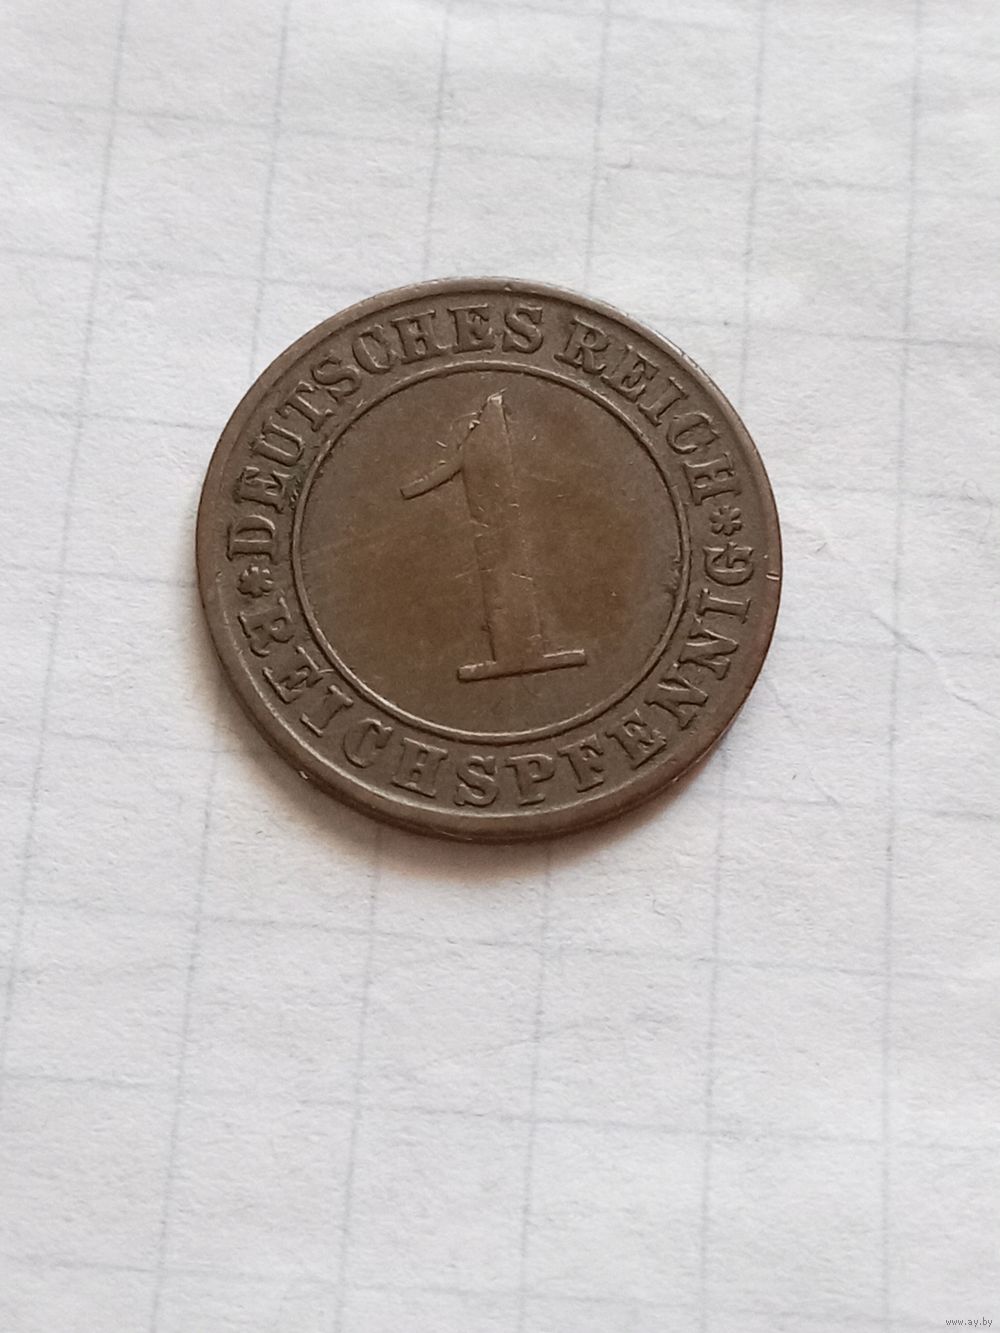 DEUTSCHES REICH
1
REICHSPFENNIG
www.ay.by